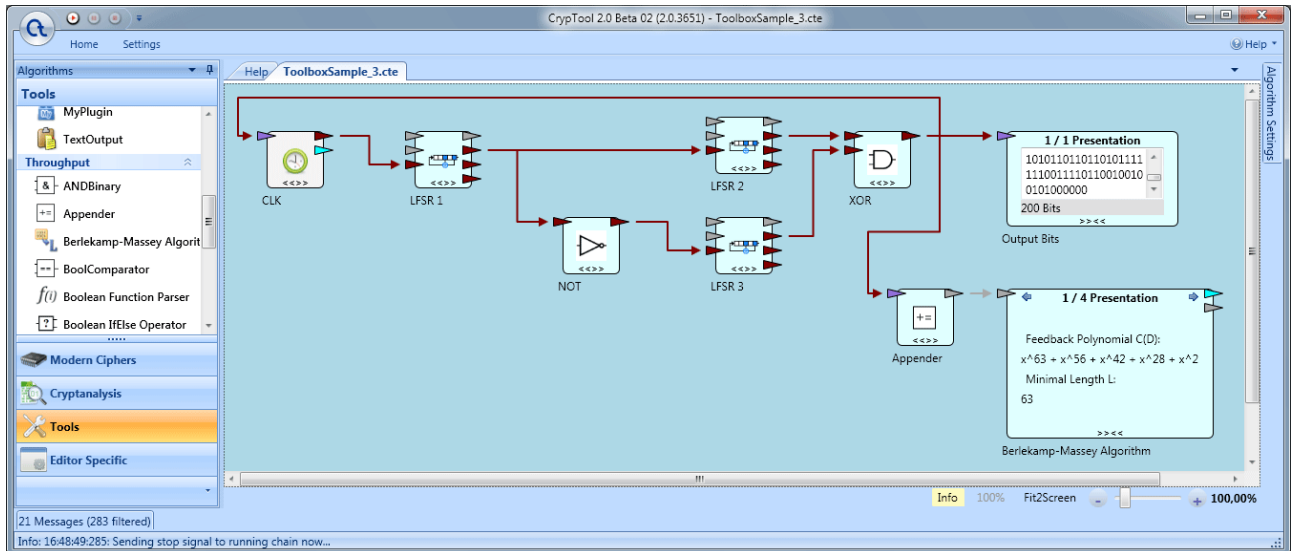 CrypTool 2.0 Beta 02 (2.0.3651) - ToolboxSample_3.cte
Home Settings
Help
Algorithms
Tools
MyPlugin
TextOutput
Throughput
& ANDBinary
+= Appender
Berlekamp-Massey Algorit
== BoolComparator
f(i) Boolean Function Parser
? Boolean IfElse Operator
Modern Ciphers
Cryptanalysis
Tools
Editor Specific
Help ToolboxSample_3.cte
Algorithm Settings
<<>>
CLK
<<>>
LFSR 1
<<>>
NOT
<<>>
LFSR 2
<<>>
LFSR 3
<<>>
XOR
1 / 1 Presentation
10101101101101011111
1110011110110010010
0101000000
200 Bits
>><<
Output Bits
+=
<<>>
Appender
1 / 4 Presentation
Feedback Polynomial C(D):
x^63 + x^56 + x^42 + x^28 + x^2
Minimal Length L:
63
>><<
Berlekamp-Massey Algorithm
Info 100% Fit2Screen - + 100,00%
21 Messages (283 filtered)
Info: 16:48:49:285: Sending stop signal to running chain now...